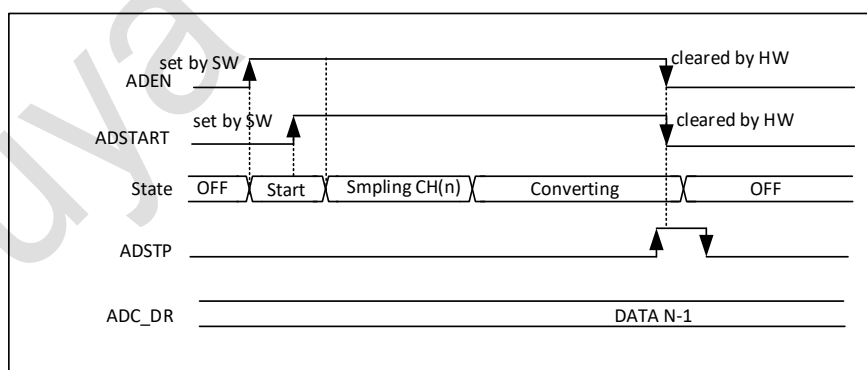 set by SW
cleared by HW
ADEN
set by SW
cleared by HW
ADSTART
State OFF Start Smpling CH(n) Converting OFF
ADSTP
ADC_DR DATA N-1
uya